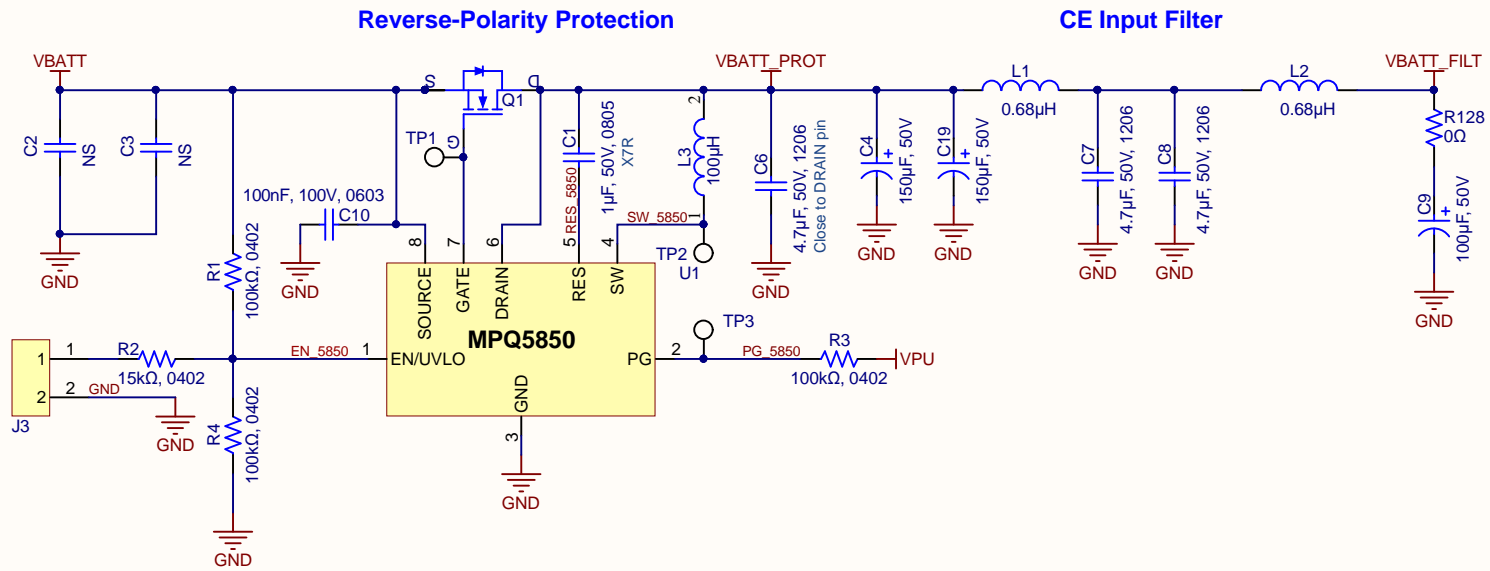 Reverse-Polarity Protection
CE Input Filter
VBATT
VBATT_PROT
VBATT_FILT
S
D
Q1
G
TP1
C2
NS
C3
NS
C1
1µF, 50V, 0805
X7R
RES_5850
2
L3
100µH
1
SW_5850
TP2
U1
C6
4.7µF, 50V, 1206
Close to DRAIN pin
GND
C4
+
150µF, 50V
GND
C19
+
150µF, 50V
GND
L1
0.68µH
C7
4.7µF, 50V, 1206
GND
C8
4.7µF, 50V, 1206
GND
L2
0.68µH
R128
0Ω
C9
+
100µF, 50V
GND
100nF, 100V, 0603
C10
GND
GND
R1
100kΩ, 0402
8
7
6
5
4
SOURCE
GATE
DRAIN
RES
SW
MPQ5850
EN/UVLO
PG
GND
1
2
3
GND
EN_5850
TP3
PG_5850
R3
100kΩ, 0402
VPU
1
2
J3
1
2
R2
15kΩ, 0402
GND
GND
R4
100kΩ, 0402
GND